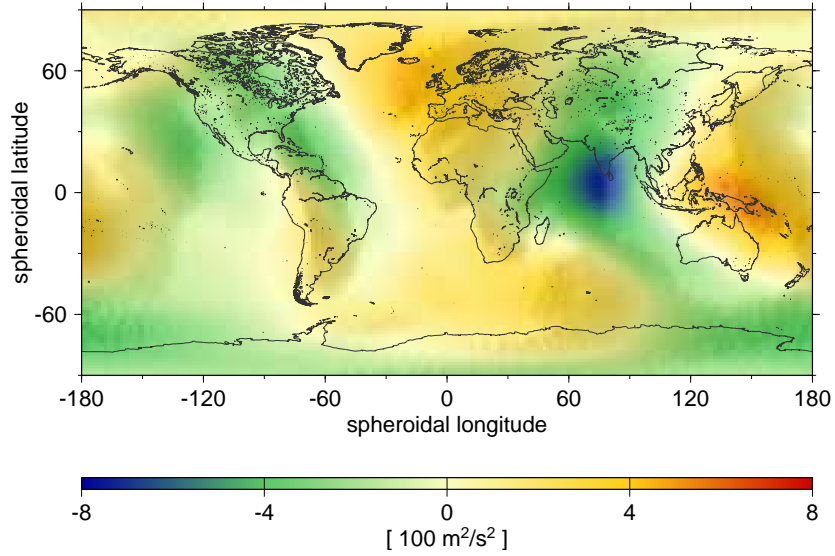 60
0
-60
spheroidal latitude
-180 -120 -60 0 60 120 180
spheroidal longitude
-8 -4 0 4 8
[ 100 m²/s² ]